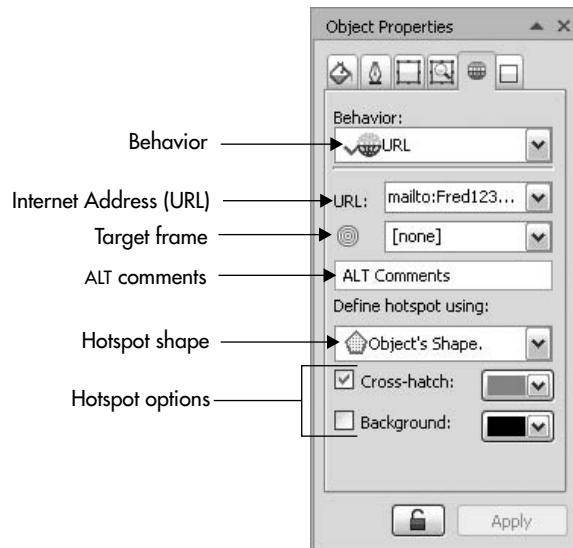 Object Properties
Behavior:
Behavior
URL
Internet Address (URL)
URL:
mailto:Fred123...
Target frame
[none]
ALT comments
ALT Comments
Define hotspot using:
Hotspot shape
Object's Shape.
Hotspot options
Cross-hatch:
Background:
Apply